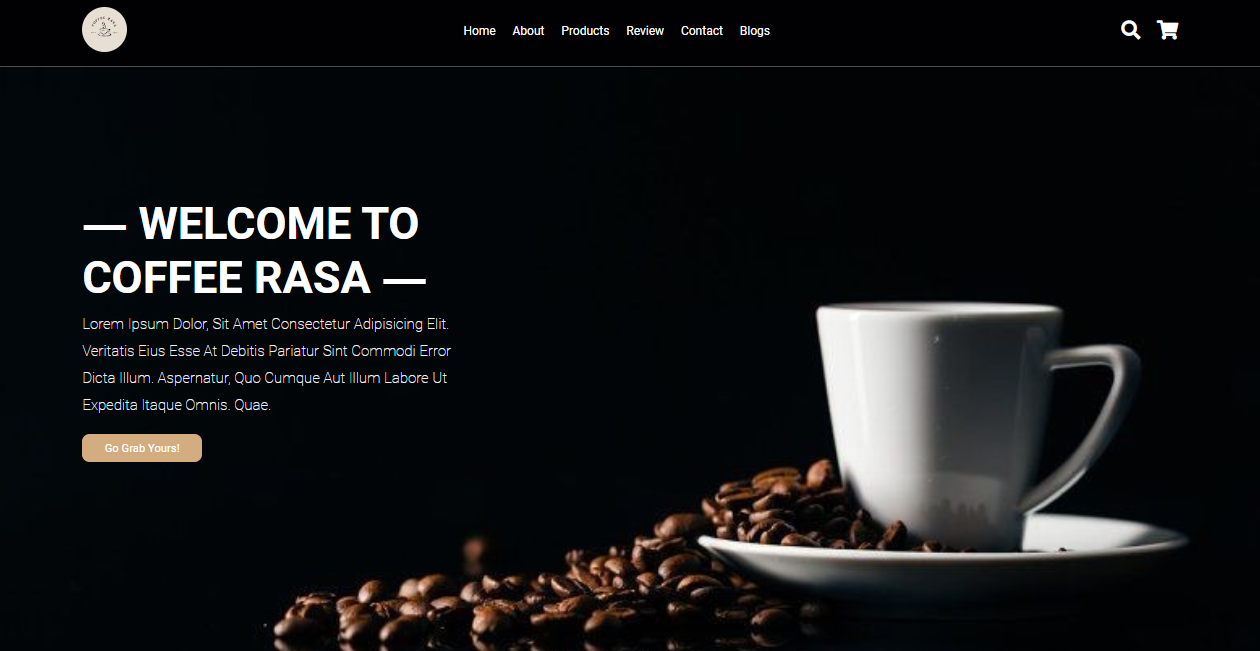 COFFEE RASA
Home About Products Review Contact Blogs
— WELCOME TO
COFFEE RASA —
Lorem Ipsum Dolor, Sit Amet Consectetur Adipisicing Elit.
Veritatis Eius Esse At Debitis Pariatur Sint Commodi Error
Dicta Illum. Aspernatur, Quo Cumque Aut Illum Labore Ut
Expedita Itaque Omnis. Quae.
Go Grab Yours!